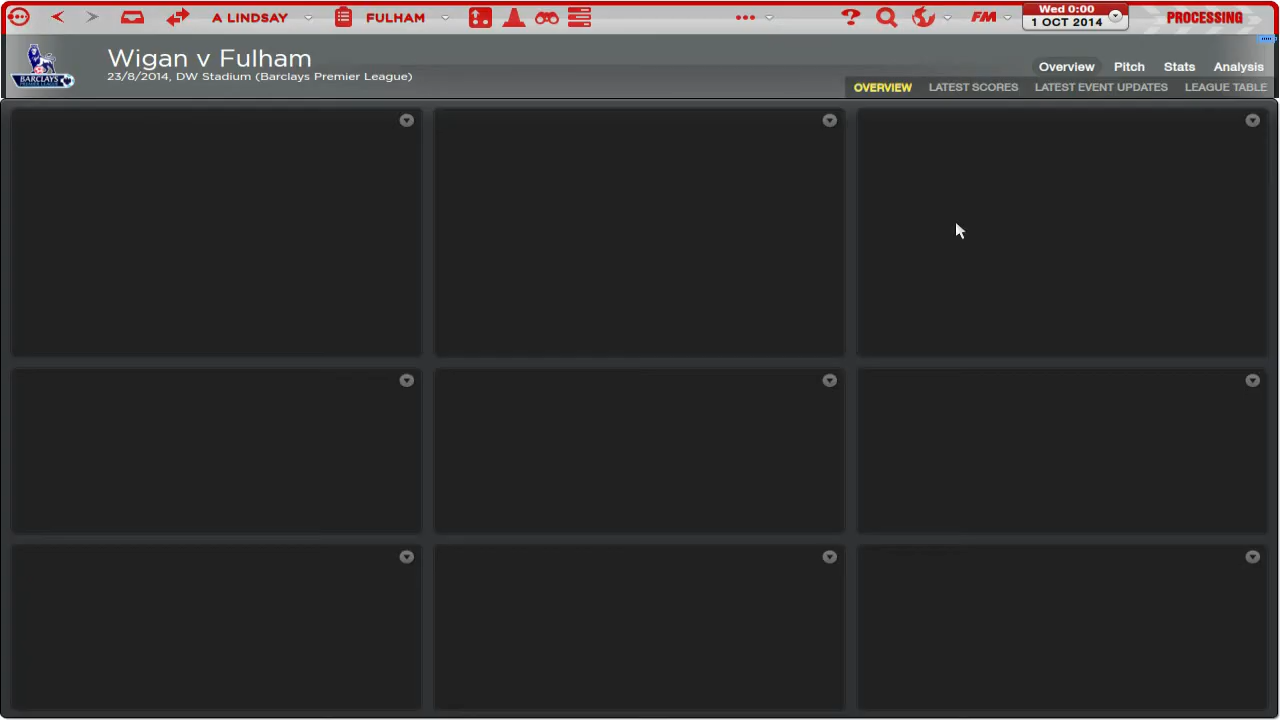 A LINDSAY
FULHAM
FM
Wed 0:00
1 OCT 2014
PROCESSING
Wigan v Fulham
23/8/2014, DW Stadium (Barclays Premier League)
BARCLAYS
Overview
Pitch
Stats
Analysis
OVERVIEW
LATEST SCORES
LATEST EVENT UPDATES
LEAGUE TABLE